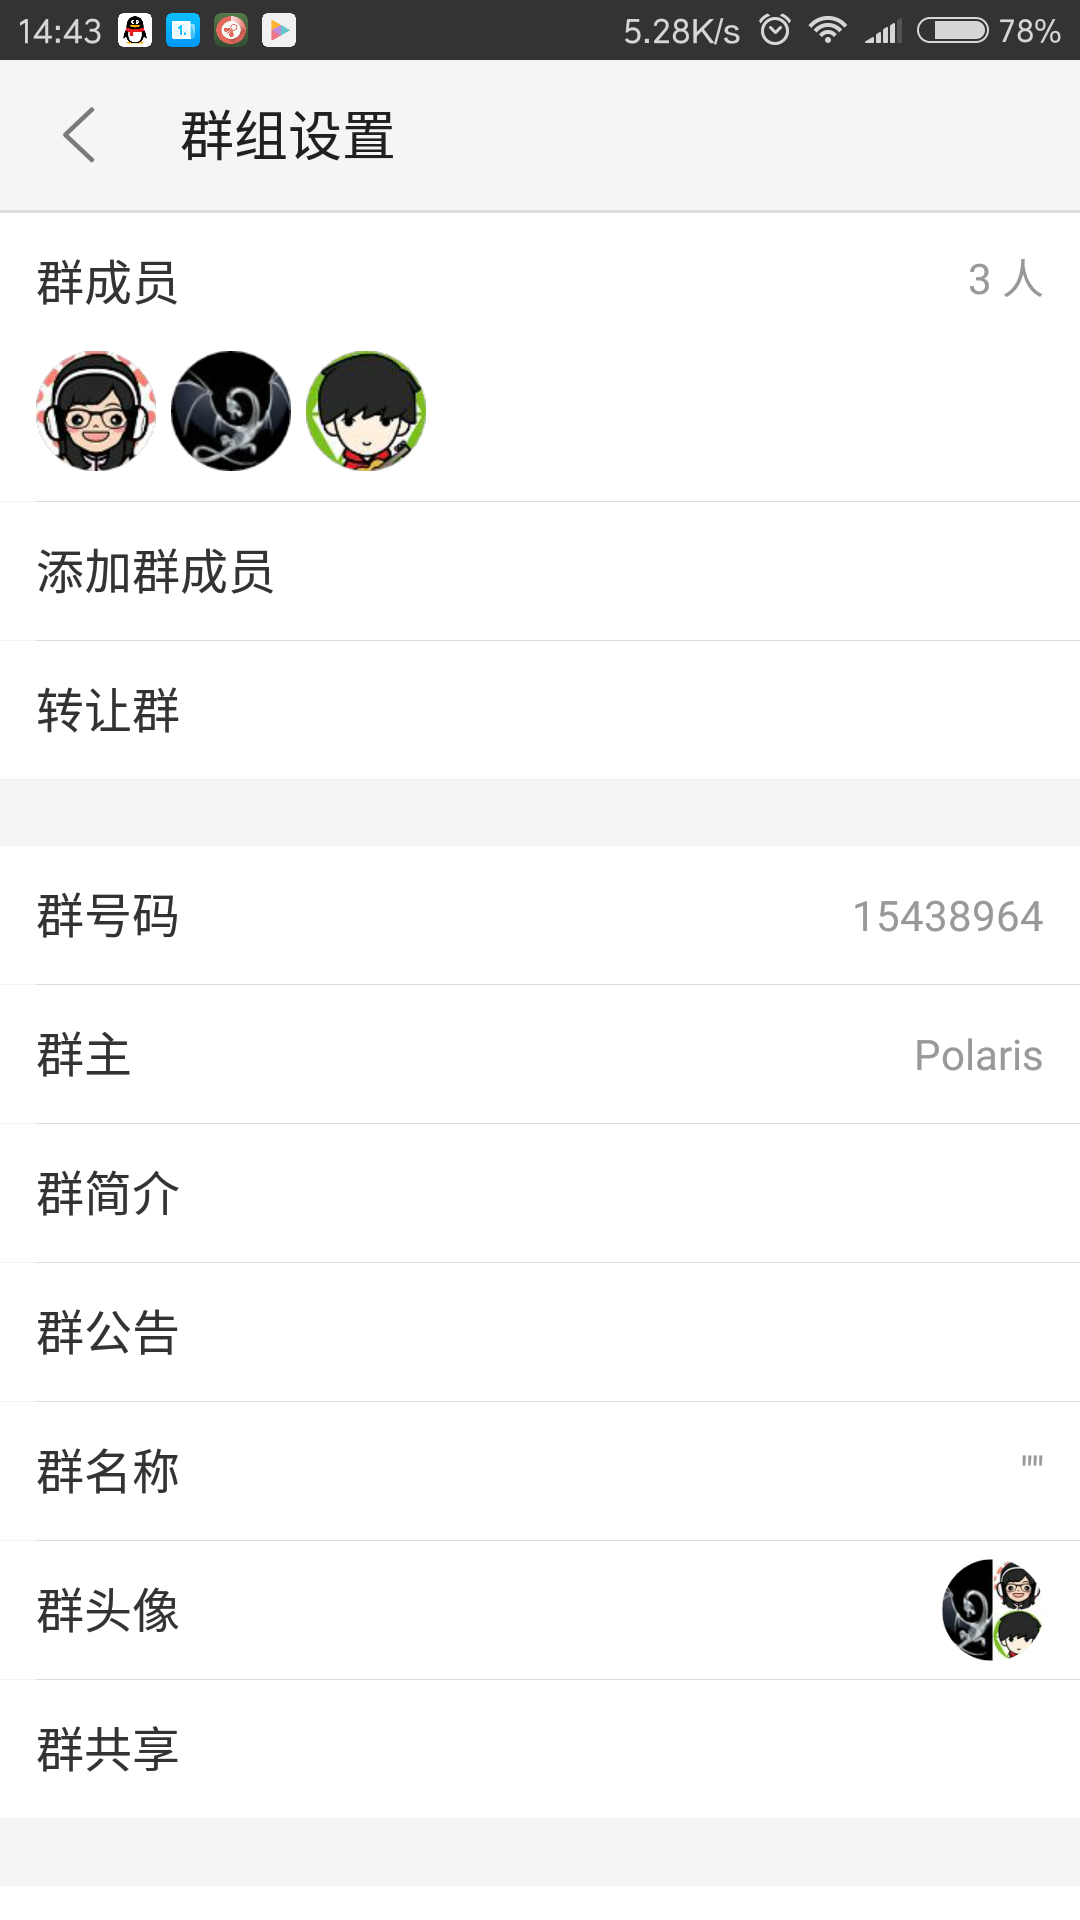 14:43 5.28K/s 78%
群组设置
群成员 3 人
添加群成员
转让群
群号码 15438964
群主 Polaris
群简介
群公告
群名称 ""
群头像
群共享